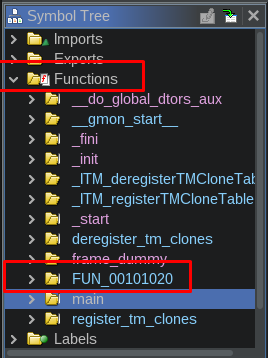 Symbol Tree
Imports
Exports
Functions
__do_global_dtors_aux
__gmon_start__
_fini
_init
_ITM_deregisterTMCloneTab
_ITM_registerTMCloneTable
_start
deregister_tm_clones
frame_dummy
FUN_00101020
main
register_tm_clones
Labels